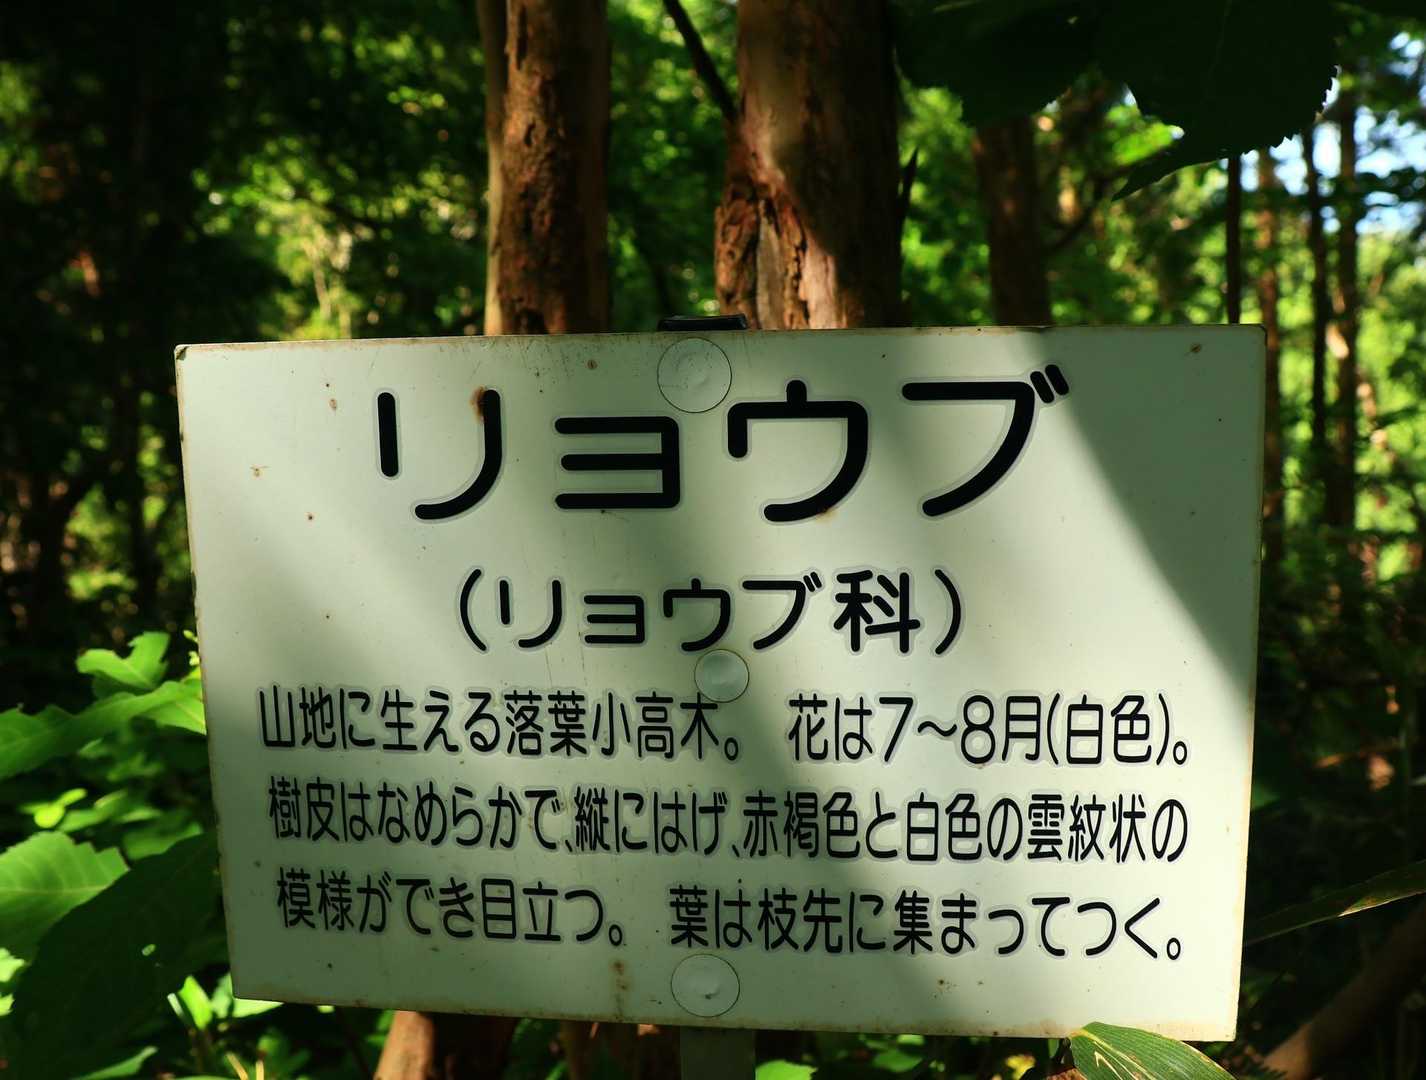 リョウブ
(リョウブ科)
山地に生える落葉小高木。 花は7～8月(白色)。
樹皮はなめらかで､縦にはげ､赤褐色と白色の雲紋状の
模様ができ目立つ。 葉は枝先に集まってつく。